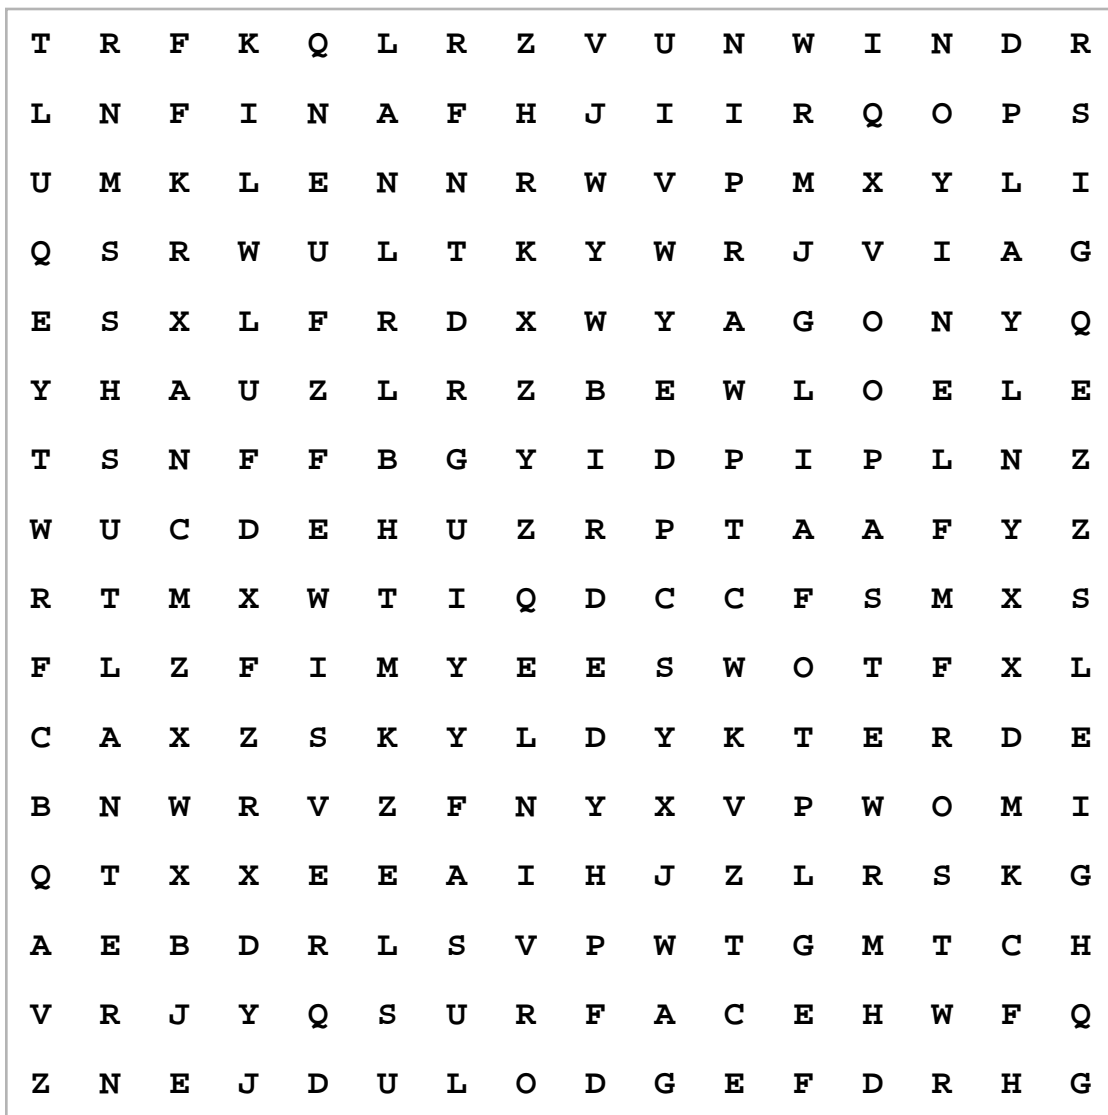 T R F K Q L R Z V U N W I N D R
L N F I N A F H J I I R Q O P S
U M K L E N N R W V P M X Y L I
Q S R W U L T K Y W R J V I A G
E S X L F R D X W Y A G O N Y Q
Y H A U Z L R Z B E W L O E L E
T S N F F B G Y I D P I P L N Z
W U C D E H U Z R P T A A F Y Z
R T M X W T I Q D C C F S M X S
F L Z F I M Y E E S W O T F X L
C A X Z S K Y L D Y K T E R D E
B N W R V Z F N Y X V P W O M I
Q T X X E E A I H J Z L R S K G
A E B D R L S V P W T G M T C H
V R J Y Q S U R F A C E H W F Q
Z N E J D U L O D G E F D R H G